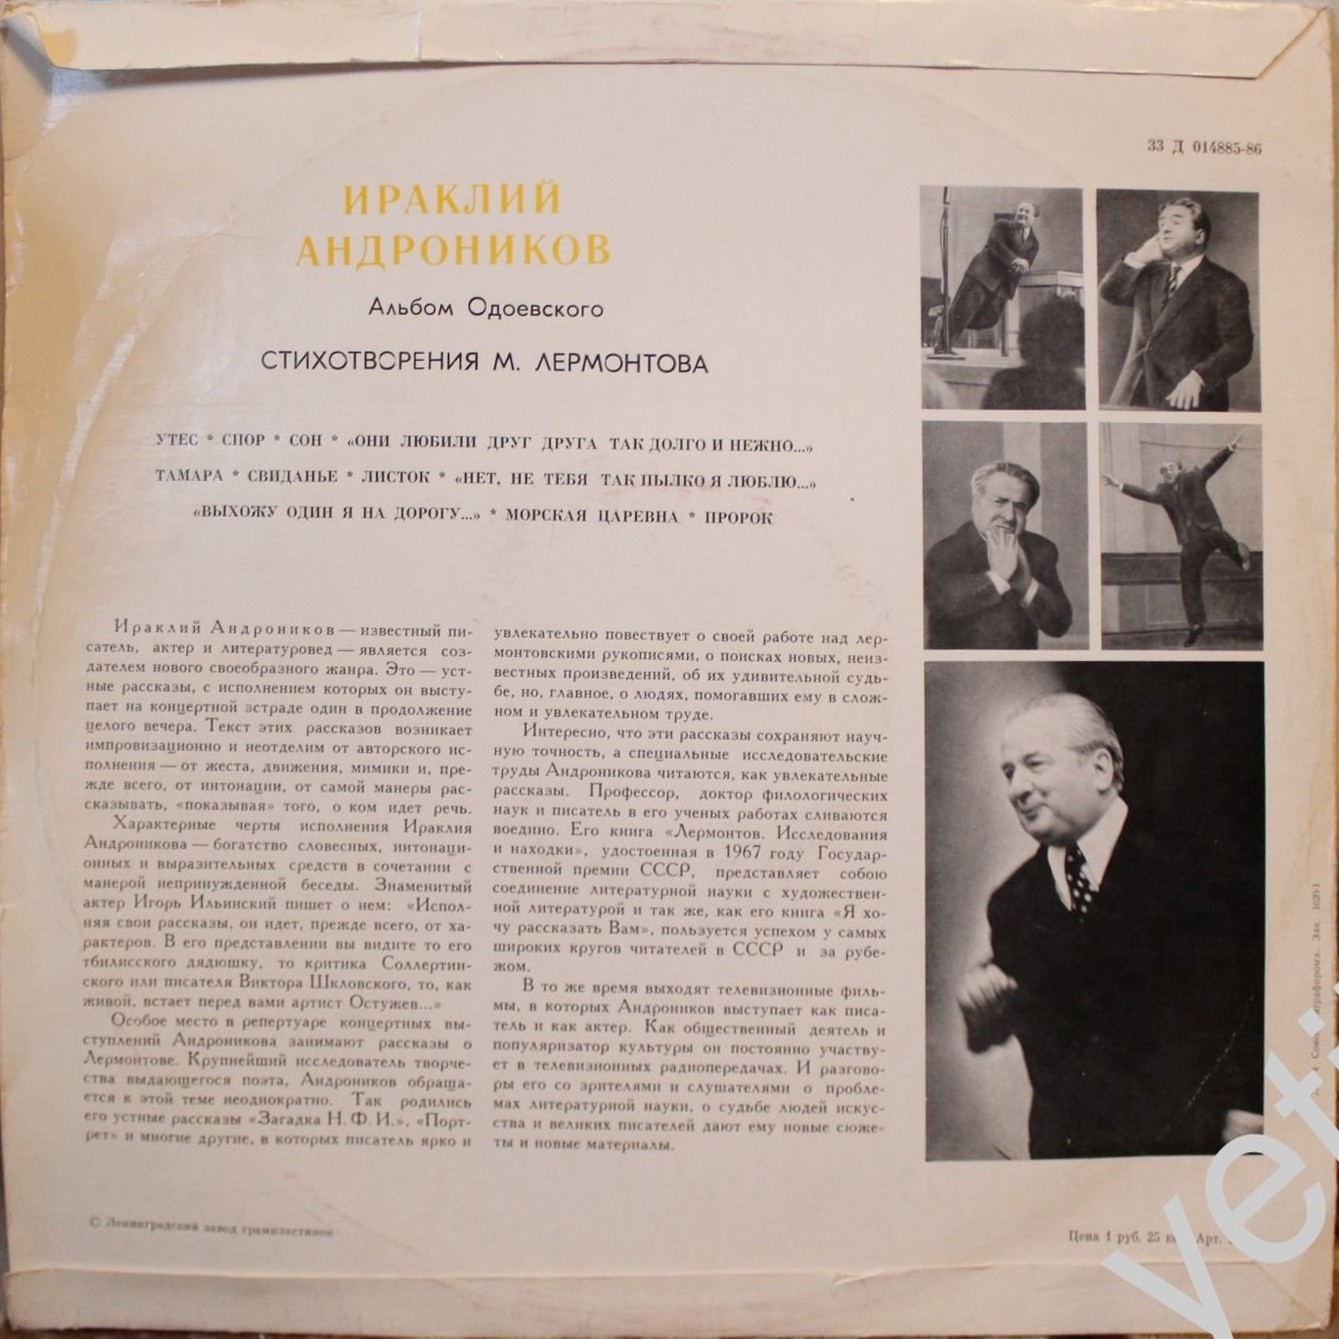 33 Д 014885-86
ИРАКЛИЙ
АНДРОНИКОВ
Альбом Одоевского
СТИХОТВОРЕНИЯ М. ЛЕРМОНТОВА
УТЕС * СПОР * СОН * «ОНИ ЛЮБИЛИ ДРУГ ДРУГА ТАК ДОЛГО И НЕЖНО...»
ТАМАРА * СВИДАНЬЕ * ЛИСТОК * «НЕТ, НЕ ТЕБЯ ТАК ПЫЛКО Я ЛЮБЛЮ...»
«ВЫХОЖУ ОДИН Я НА ДОРОГУ...» * МОРСКАЯ ЦАРЕВНА * ПРОРОК
Ираклий Андроников — известный пи-
сатель, актер и литературовед — является соз-
дателем нового своеобразного жанра. Это — уст-
ные рассказы, с исполнением которых он высту-
пает на концертной эстраде один в продолжение
целого вечера. Текст этих рассказов возникает
импровизационно и неотделим от авторского ис-
полнения — от жеста, движения, мимики и, пре-
жде всего, от интонации, от самой манеры рас-
сказывать, «показывая» того, о ком идет речь.
Характерные черты исполнения Ираклия
Андроникова — богатство словесных, интонаци-
онных и выразительных средств в сочетании с
манерой непринужденной беседы. Знаменитый
актер Игорь Ильинский пишет о нем: «Испол-
няя свои рассказы, он идет, прежде всего, от ха-
рактеров. В его представлении вы видите то его
тбилисского дядюшку, то критика Соллертин-
ского или писателя Виктора Шкловского, то, как
живой, встает перед вами артист Остужев...»
Особое место в репертуаре концертных вы-
ступлений Андроникова занимают рассказы о
Лермонтове. Крупнейший исследователь творче-
ства выдающегося поэта, Андроников обраща-
ется к этой теме неоднократно. Так родились
его устные рассказы «Загадка Н. Ф. И.», «Порт-
рет» и многие другие, в которых писатель ярко и
увлекательно повествует о своей работе над лер-
монтовскими рукописями, о поисках новых, неиз-
вестных произведений, об их удивительной судь-
бе, но, главное, о людях, помогавших ему в слож-
ном и увлекательном труде.
Интересно, что эти рассказы сохраняют науч-
ную точность, а специальные исследовательские
труды Андроникова читаются, как увлекательные
рассказы. Профессор, доктор филологических
наук и писатель в его ученых работах сливаются
воедино. Его книга «Лермонтов. Исследования
и находки», удостоенная в 1967 году Государ-
ственной премии СССР, представляет собою
соединение литературной науки с художествен-
ной литературой и так же, как его книга «Я хо-
чу рассказать Вам», пользуется успехом у самых
широких кругов читателей в СССР и за рубе-
жом.
В то же время выходят телевизионные филь-
мы, в которых Андроников выступает как писа-
тель и как актер. Как общественный деятель и
популяризатор культуры он постоянно участву-
ет в телевизионных радиопередачах. И разгово-
ры его со зрителями и слушателями о пробле-
мах литературной науки, о судьбе людей искус-
ства и великих писателей дают ему новые сюже-
ты и новые материалы.
© Ленинградский завод грампластинок
Цена 1 руб. 25 Арт.
Зак.
yet.